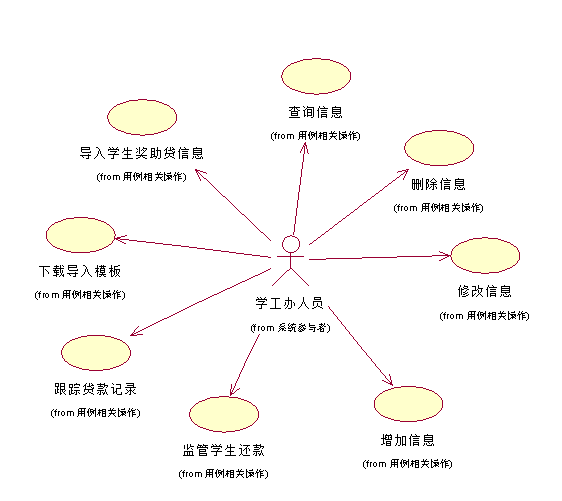 查询信息
(from 用例相关操作)
导入学生奖助贷信息
(from 用例相关操作)
删除信息
(from 用例相关操作)
下载导入模板
(from 用例相关操作)
修改信息
(from 用例相关操作)
学工办人员
(from 系统参与者)
跟踪贷款记录
(from 用例相关操作)
监管学生还款
(from 用例相关操作)
增加信息
(from 用例相关操作)